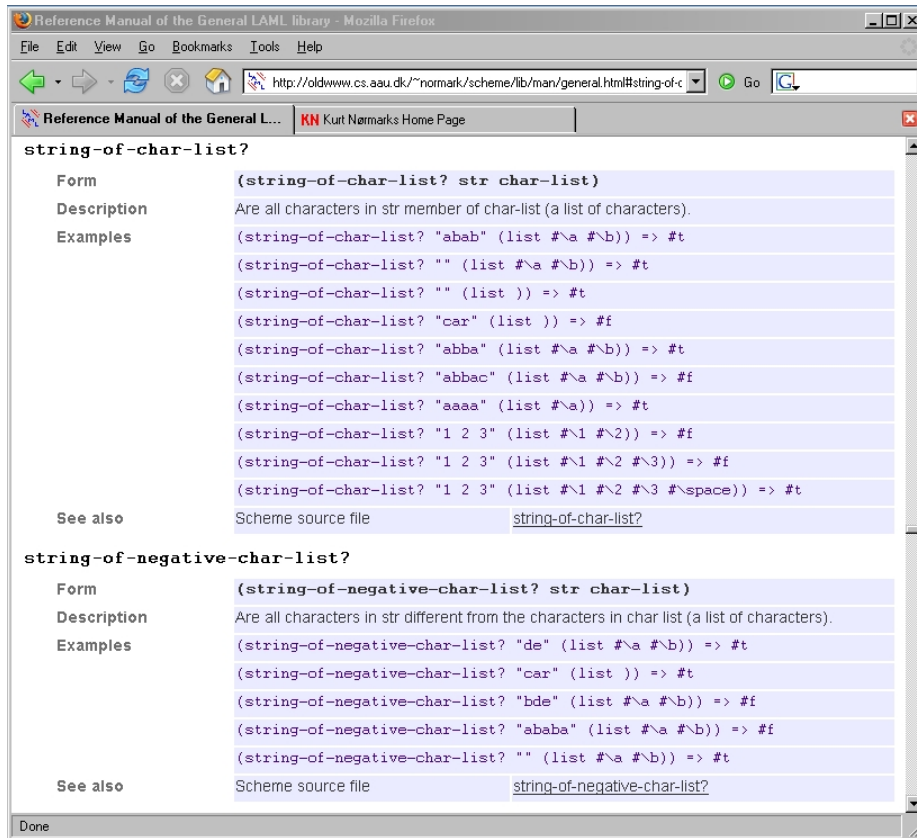 Reference Manual of the General LAML library - Mozilla Firefox
File Edit View Go Bookmarks Tools Help
http://oldwww.cs.aau.dk/~normark/scheme/lib/man/general.html#string-of-c Go G
Reference Manual of the General L... KN Kurt Nørmarks Home Page
string-of-char-list?
Form (string-of-char-list? str char-list)
Description Are all characters in str member of char-list (a list of characters).
Examples (string-of-char-list? "abab" (list #\a #\b)) => #t
(string-of-char-list? "" (list #\a #\b)) => #t
(string-of-char-list? "" (list )) => #t
(string-of-char-list? "car" (list )) => #f
(string-of-char-list? "abba" (list #\a #\b)) => #t
(string-of-char-list? "abbac" (list #\a #\b)) => #f
(string-of-char-list? "aaaa" (list #\a)) => #t
(string-of-char-list? "1 2 3" (list #\1 #\2)) => #f
(string-of-char-list? "1 2 3" (list #\1 #\2 #\3)) => #f
(string-of-char-list? "1 2 3" (list #\1 #\2 #\3 #\space)) => #t
See also Scheme source file string-of-char-list?
string-of-negative-char-list?
Form (string-of-negative-char-list? str char-list)
Description Are all characters in str different from the characters in char list (a list of characters).
Examples (string-of-negative-char-list? "de" (list #\a #\b)) => #t
(string-of-negative-char-list? "car" (list )) => #t
(string-of-negative-char-list? "bde" (list #\a #\b)) => #f
(string-of-negative-char-list? "ababa" (list #\a #\b)) => #f
(string-of-negative-char-list? "" (list #\a #\b)) => #t
See also Scheme source file string-of-negative-char-list?
Done